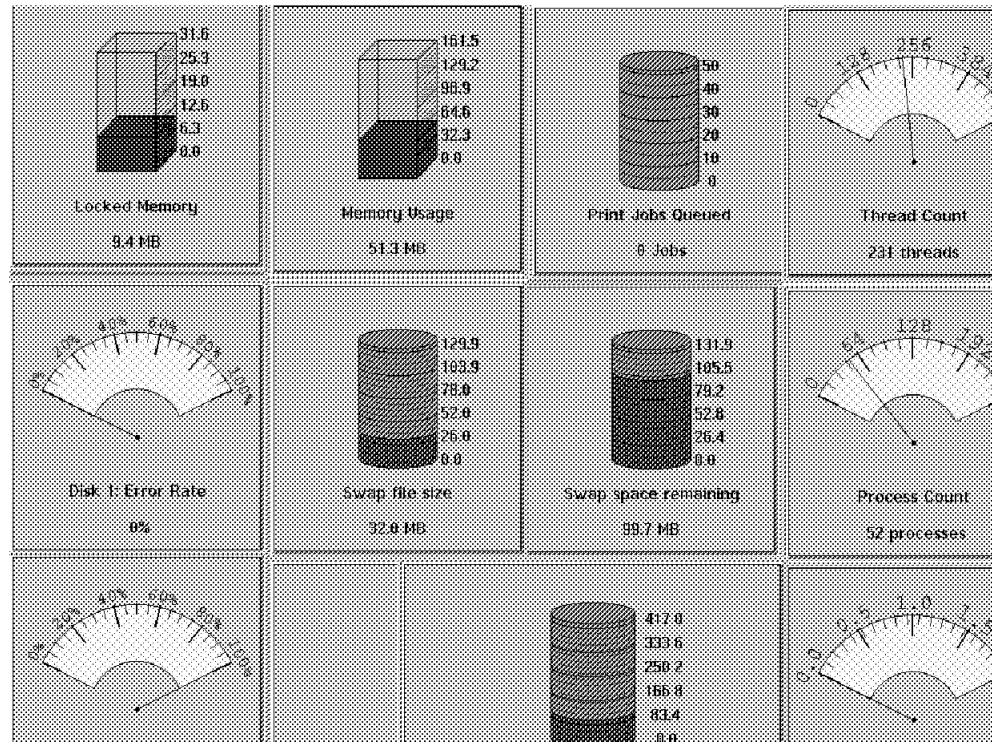 31.6
25.3
19.0
12.6
6.3
0.0
Locked Memory
9.4 MB
161.5
129.2
96.9
64.6
32.3
0.0
Memory Usage
51.3 MB
50
40
30
20
10
0
Print Jobs Queued
0 Jobs
0 128 256
Thread Count
231 threads
0% 20% 40% 60% 80% 100%
Disk 1: Error Rate
0%
129.9
103.9
78.0
52.0
26.0
0.0
Swap file size
32.0 MB
131.9
105.5
79.2
52.8
26.4
0.0
Swap space remaining
99.7 MB
0 64 128 192
Process Count
52 processes
0% 20% 40% 60% 80% 100%
417.0
333.6
250.2
166.8
83.4
0.0
0.0 1.0